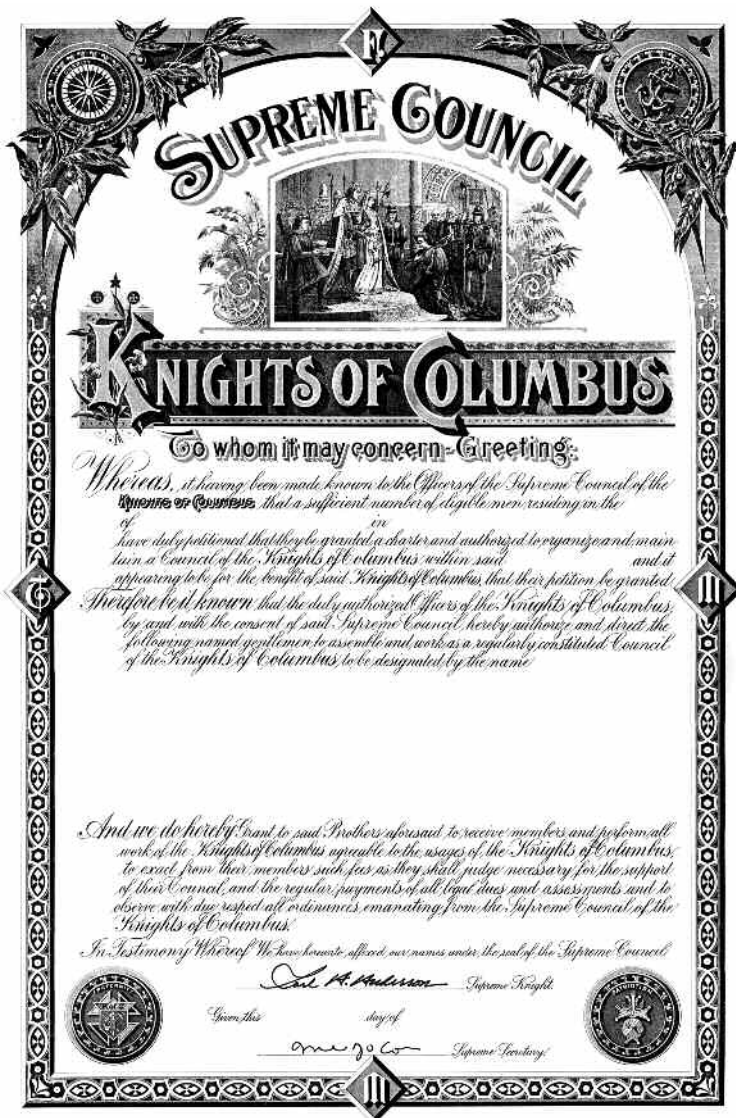 F.
SUPREME COUNCIL
KNIGHTS OF COLUMBUS
To whom it may concern - Greeting:
Whereas, it having been made known to the Officers of the Supreme Council of the
KNIGHTS OF COLUMBUS, that a sufficient number of eligible men residing in the
of in
have duly petitioned that they be granted a charter and authorized to organize and main
tain a Council of the Knights of Columbus within said and it
appearing to be for the benefit of said Knights of Columbus, that their petition be granted
Therefore be it known that the duly authorized Officers of the Knights of Columbus,
by and with the consent of said Supreme Council, hereby authorize and direct the
following named gentlemen to assemble and work as a regularly constituted Council
of the Knights of Columbus, to be designated by the name
And we do hereby Grant to said Brothers aforesaid to receive members and perform all
work of the Knights of Columbus agreeable to the usages of the Knights of Columbus,
to exact from their members such fees as they shall judge necessary for the support
of their Council, and the regular payments of all legal dues and assessments and to
observe with due respect all ordinances emanating from the Supreme Council of the
Knights of Columbus.
In Testimony Whereof We have hereunto affixed our names under the seal of the Supreme Council
Carl A. Anderson Supreme Knight.
Given this day of
Supreme Secretary.